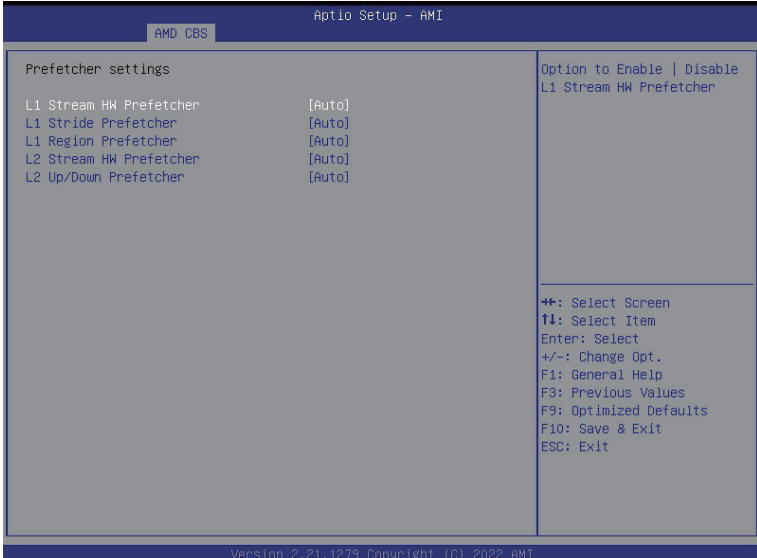 Aptio Setup – AMI
AMD CBS
Prefetcher settings
L1 Stream HW Prefetcher [Auto]
L1 Stride Prefetcher [Auto]
L1 Region Prefetcher [Auto]
L2 Stream HW Prefetcher [Auto]
L2 Up/Down Prefetcher [Auto]
Option to Enable | Disable
L1 Stream HW Prefetcher
→←: Select Screen
↑↓: Select Item
Enter: Select
+/-: Change Opt.
F1: General Help
F3: Previous Values
F9: Optimized Defaults
F10: Save & Exit
ESC: Exit
Version 2.21.1279 Copyright (C) 2022 AMI